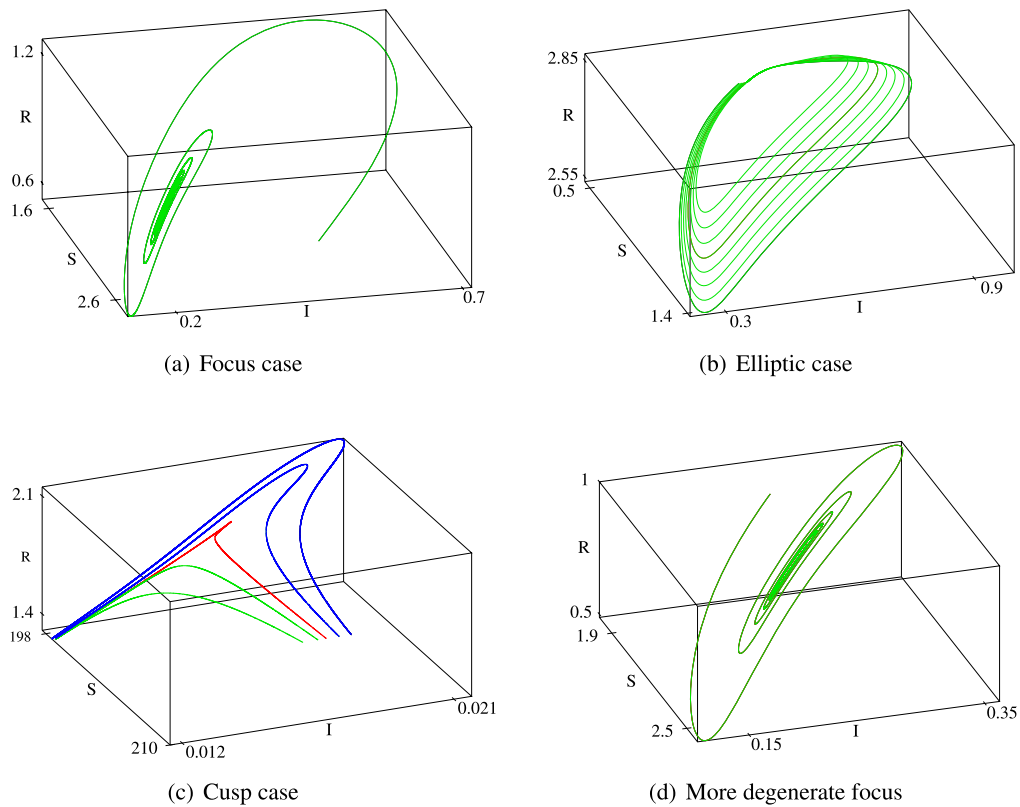 1.2
R
0.6
1.6
S
2.6
0.2
I
0.7
(a) Focus case
2.85
R
2.55
0.5
S
1.4
0.3
I
0.9
(b) Elliptic case
2.1
R
1.4
198
S
210
0.012
I
0.021
(c) Cusp case
1
R
0.5
1.9
S
2.5
0.15
I
0.35
(d) More degenerate focus